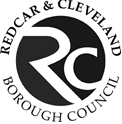 REDCAR & CLEVELAND
RC
BOROUGH COUNCIL